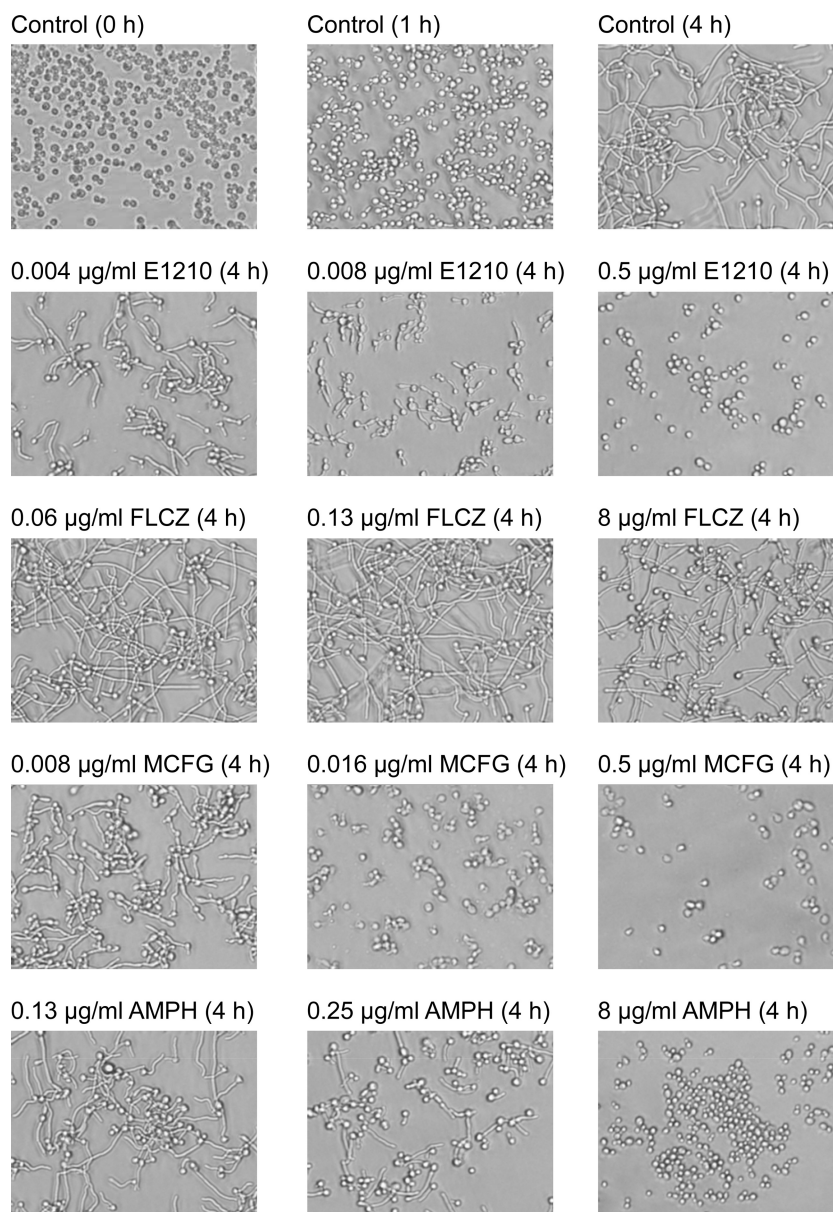 Control (0 h)
Control (1 h)
Control (4 h)
0.004 µg/ml E1210 (4 h)
0.008 µg/ml E1210 (4 h)
0.5 µg/ml E1210 (4 h)
0.06 µg/ml FLCZ (4 h)
0.13 µg/ml FLCZ (4 h)
8 µg/ml FLCZ (4 h)
0.008 µg/ml MCFG (4 h)
0.016 µg/ml MCFG (4 h)
0.5 µg/ml MCFG (4 h)
0.13 µg/ml AMPH (4 h)
0.25 µg/ml AMPH (4 h)
8 µg/ml AMPH (4 h)